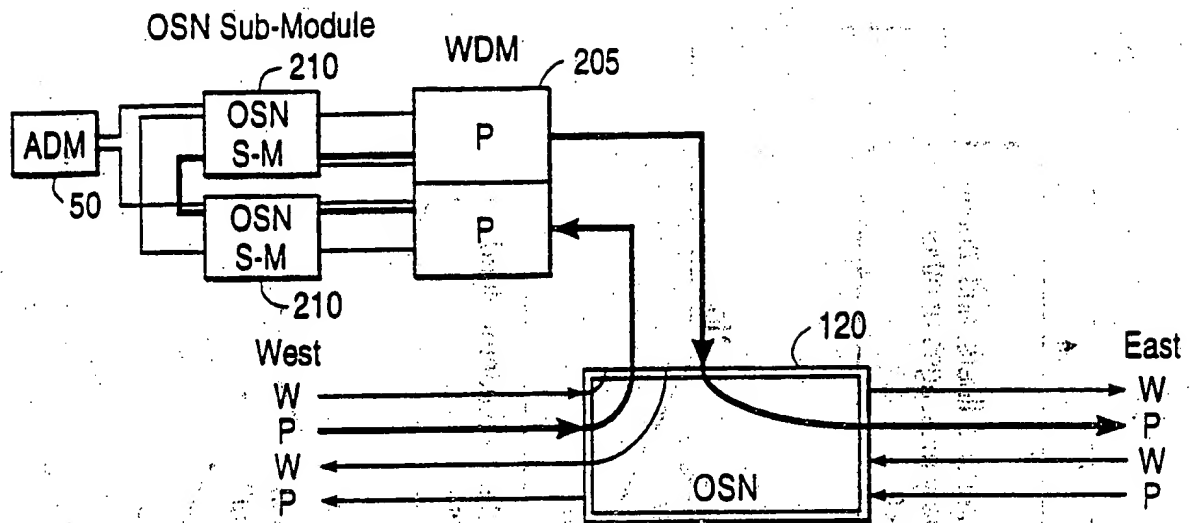 OSN Sub-Module
210
WDM
205
ADM
50
OSN
S-M
P
OSN
S-M
P
210
120
West
East
W
W
P
P
W
W
P
P
OSN